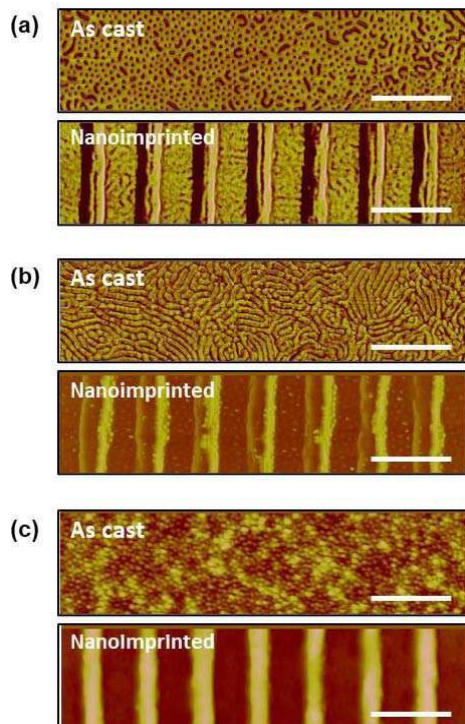 (a)
As cast
Nanoimprinted
(b)
As cast
Nanoimprinted
(c)
As cast
Nanoimprinted